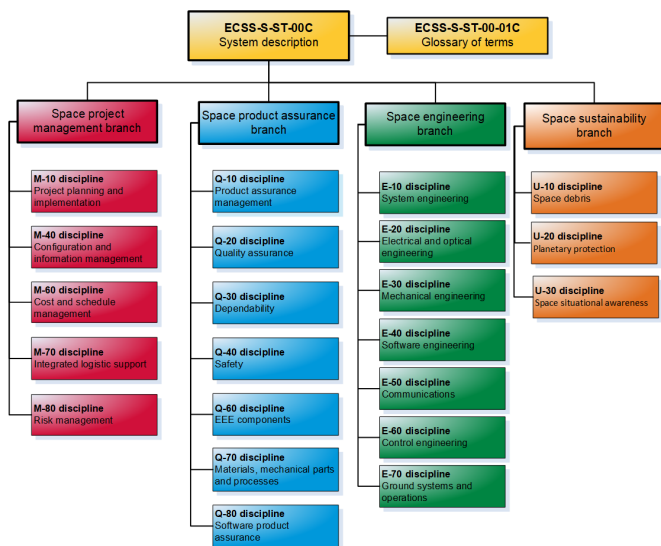 ECSS-S-ST-00C
System description
ECSS-S-ST-00-01C
Glossary of terms
Space project
management branch
M-10 discipline
Project planning and
implementation
M-40 discipline
Configuration and
information management
M-60 discipline
Cost and schedule
management
M-70 discipline
Integrated logistic support
M-80 discipline
Risk management
Space product assurance
branch
Q-10 discipline
Product assurance
management
Q-20 discipline
Quality assurance
Q-30 discipline
Dependability
Q-40 discipline
Safety
Q-60 discipline
EEE components
Q-70 discipline
Materials, mechanical parts
and processes
Q-80 discipline
Software product
assurance
Space engineering
branch
E-10 discipline
System engineering
E-20 discipline
Electrical and optical
engineering
E-30 discipline
Mechanical engineering
E-40 discipline
Software engineering
E-50 discipline
Communications
E-60 discipline
Control engineering
E-70 discipline
Ground systems and
operations
Space sustainability
branch
U-10 discipline
Space debris
U-20 discipline
Planetary protection
U-30 discipline
Space situational awareness